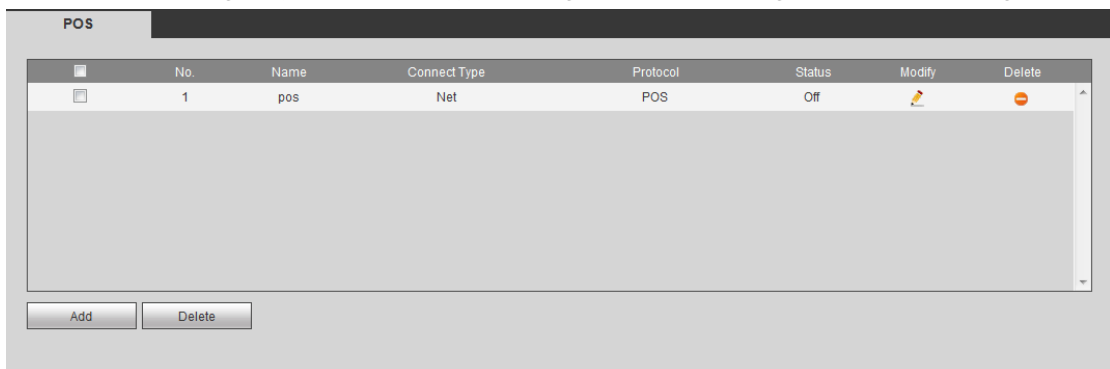 POS
No. Name Connect Type Protocol Status Modify Delete
1 pos Net POS Off
Add Delete